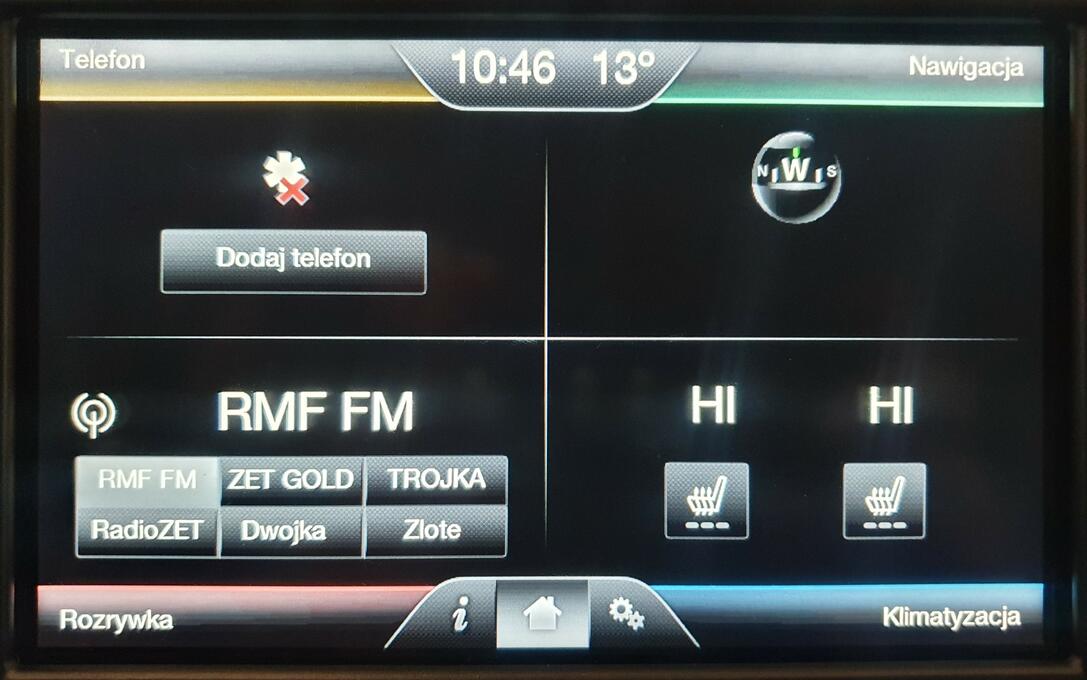 Telefon
10:46 13°
Nawigacja
N W S
Dodaj telefon
RMF FM
HI HI
RMF FM ZET GOLD TROJKA
RadioZET Dwojka Zlote
Rozrywka
i
Klimatyzacja